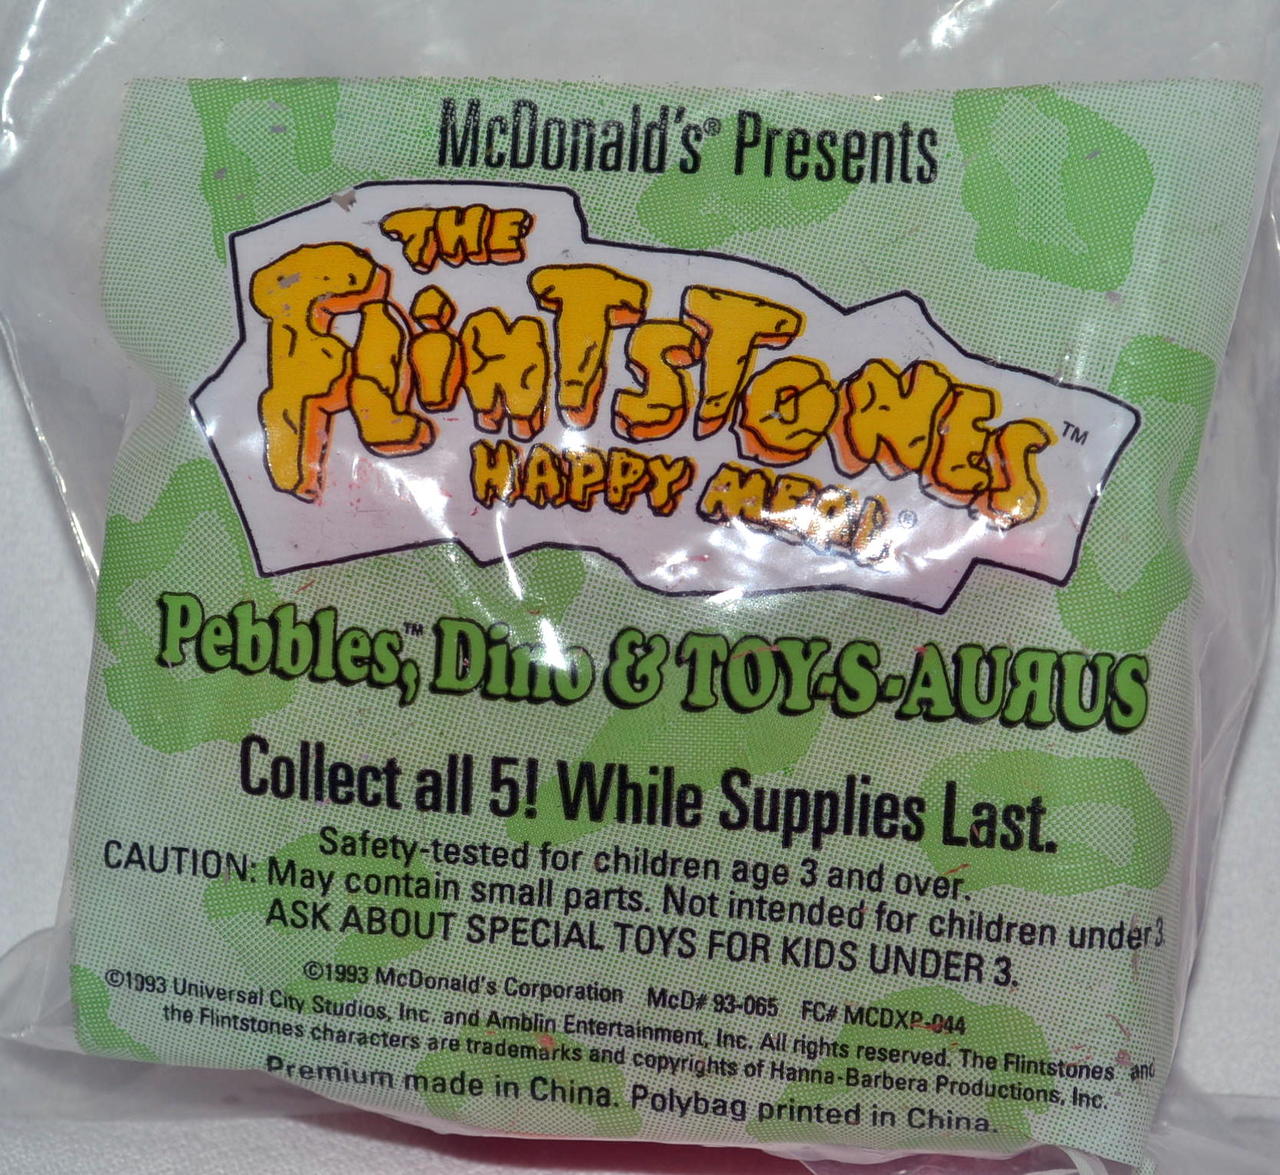 McDonald's® Presents
THE
FLINTSTONES™
HAPPY MEAL®
Pebbles,™ Dino & TOY-S-AUЯUS
Collect all 5! While Supplies Last.
Safety-tested for children age 3 and over.
CAUTION: May contain small parts. Not intended for children under 3.
ASK ABOUT SPECIAL TOYS FOR KIDS UNDER 3.
©1993 McDonald's Corporation McD# 93-065 FC# MCDXP-044
©1993 Universal City Studios, Inc. and Amblin Entertainment, Inc. All rights reserved. The Flintstones and
the Flintstones characters are trademarks and copyrights of Hanna-Barbera Productions, Inc.
Premium made in China. Polybag printed in China.